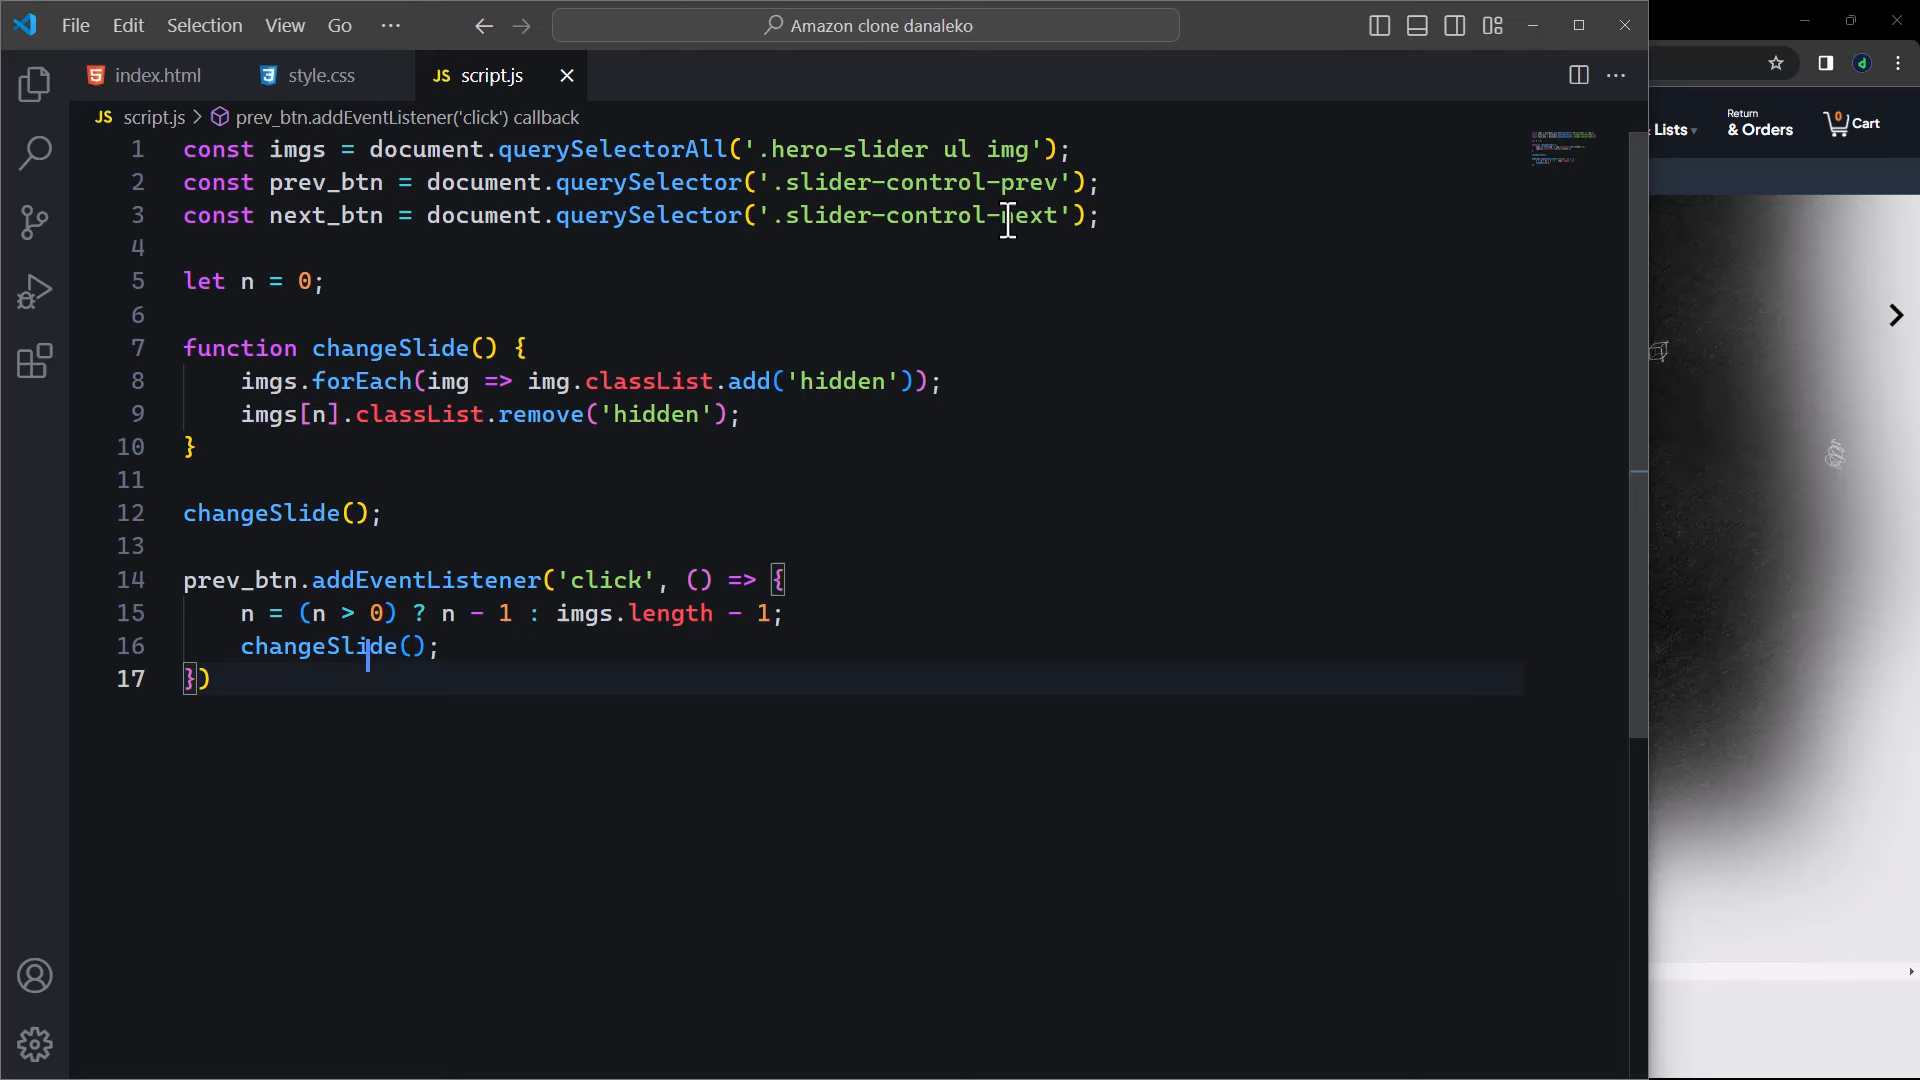 File Edit Selection View Go ···
Amazon clone danaleko
index.html
style.css
JS script.js
JS script.js > prev_btn.addEventListener('click') callback
1 const imgs = document.querySelectorAll('.hero-slider ul img');
2 const prev_btn = document.querySelector('.slider-control-prev');
3 const next_btn = document.querySelector('.slider-control-next');
4
5 let n = 0;
6
7 function changeSlide() {
8 imgs.forEach(img => img.classList.add('hidden'));
9 imgs[n].classList.remove('hidden');
10 }
11
12 changeSlide();
13
14 prev_btn.addEventListener('click', () => {
15 n = (n > 0) ? n - 1 : imgs.length - 1;
16 changeSlide();
17 })
d
Lists
Return
& Orders
0
Cart